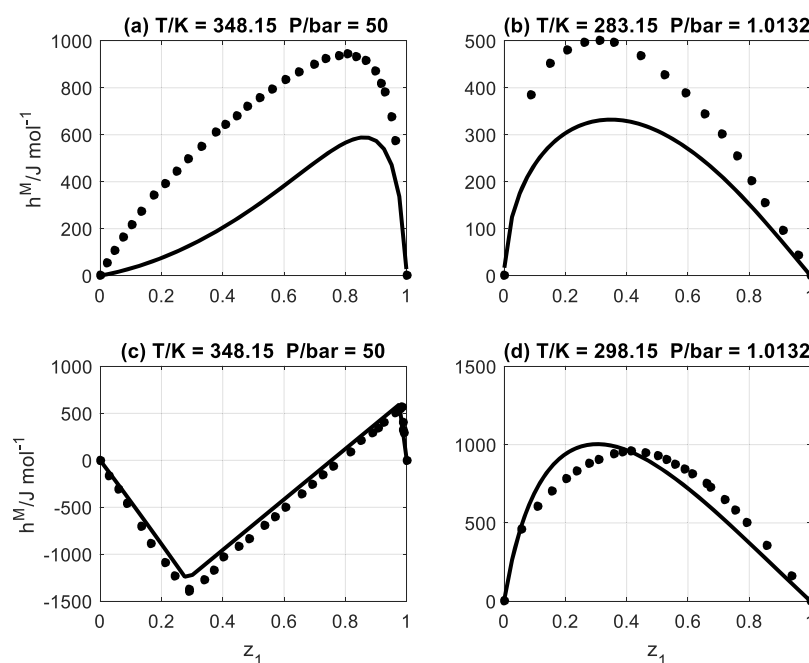 (a) T/K = 348.15 P/bar = 50
(b) T/K = 283.15 P/bar = 1.0132
1000
800
600
400
200
0
h^M/J mol^-1
0 0.2 0.4 0.6 0.8 1
500
400
300
200
100
0
0 0.2 0.4 0.6 0.8 1
(c) T/K = 348.15 P/bar = 50
(d) T/K = 298.15 P/bar = 1.0132
1000
500
0
-500
-1000
-1500
h^M/J mol^-1
0 0.2 0.4 0.6 0.8 1
z_1
1500
1000
500
0
0 0.2 0.4 0.6 0.8 1
z_1